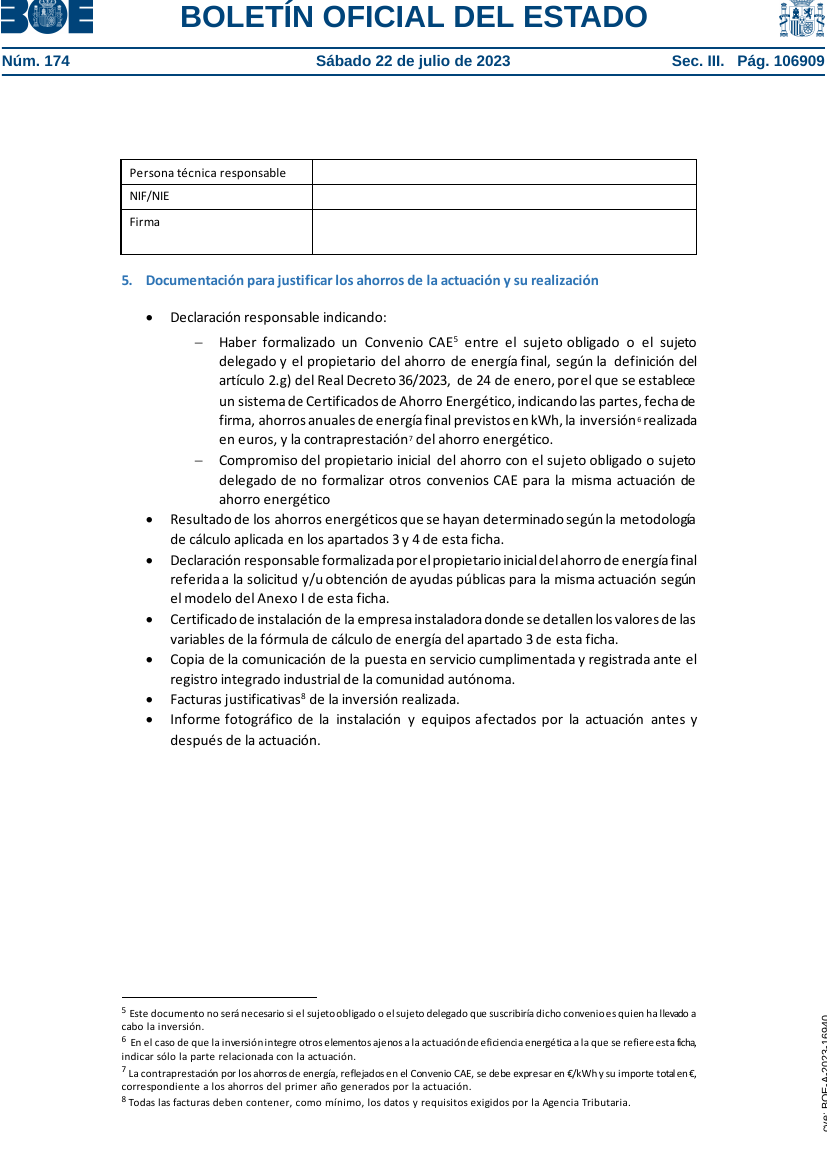 BOE
BOLETÍN OFICIAL DEL ESTADO
Núm. 174 Sábado 22 de julio de 2023 Sec. III. Pág. 106909
Persona técnica responsable
NIF/NIE
Firma
5. Documentación para justificar los ahorros de la actuación y su realización
• Declaración responsable indicando:
– Haber formalizado un Convenio CAE5 entre el sujeto obligado o el sujeto
delegado y el propietario del ahorro de energía final, según la definición del
artículo 2.g) del Real Decreto 36/2023, de 24 de enero, por el que se establece
un sistema de Certificados de Ahorro Energético, indicando las partes, fecha de
firma, ahorros anuales de energía final previstos en kWh, la inversión6 realizada
en euros, y la contraprestación7 del ahorro energético.
– Compromiso del propietario inicial del ahorro con el sujeto obligado o sujeto
delegado de no formalizar otros convenios CAE para la misma actuación de
ahorro energético
• Resultado de los ahorros energéticos que se hayan determinado según la metodología
de cálculo aplicada en los apartados 3 y 4 de esta ficha.
• Declaración responsable formalizada por el propietario inicial del ahorro de energía final
referida a la solicitud y/u obtención de ayudas públicas para la misma actuación según
el modelo del Anexo I de esta ficha.
• Certificado de instalación de la empresa instaladora donde se detallen los valores de las
variables de la fórmula de cálculo de energía del apartado 3 de esta ficha.
• Copia de la comunicación de la puesta en servicio cumplimentada y registrada ante el
registro integrado industrial de la comunidad autónoma.
• Facturas justificativas8 de la inversión realizada.
• Informe fotográfico de la instalación y equipos afectados por la actuación antes y
después de la actuación.
5 Este documento no será necesario si el sujeto obligado o el sujeto delegado que suscribiría dicho convenio es quien ha llevado a
cabo la inversión.
6 En el caso de que la inversión integre otros elementos ajenos a la actuación de eficiencia energética a la que se refiere esta ficha,
indicar sólo la parte relacionada con la actuación.
7 La contraprestación por los ahorros de energía, reflejados en el Convenio CAE, se debe expresar en €/kWh y su importe total en €,
correspondiente a los ahorros del primer año generados por la actuación.
8 Todas las facturas deben contener, como mínimo, los datos y requisitos exigidos por la Agencia Tributaria.
cve: BOE-A-2023-16940